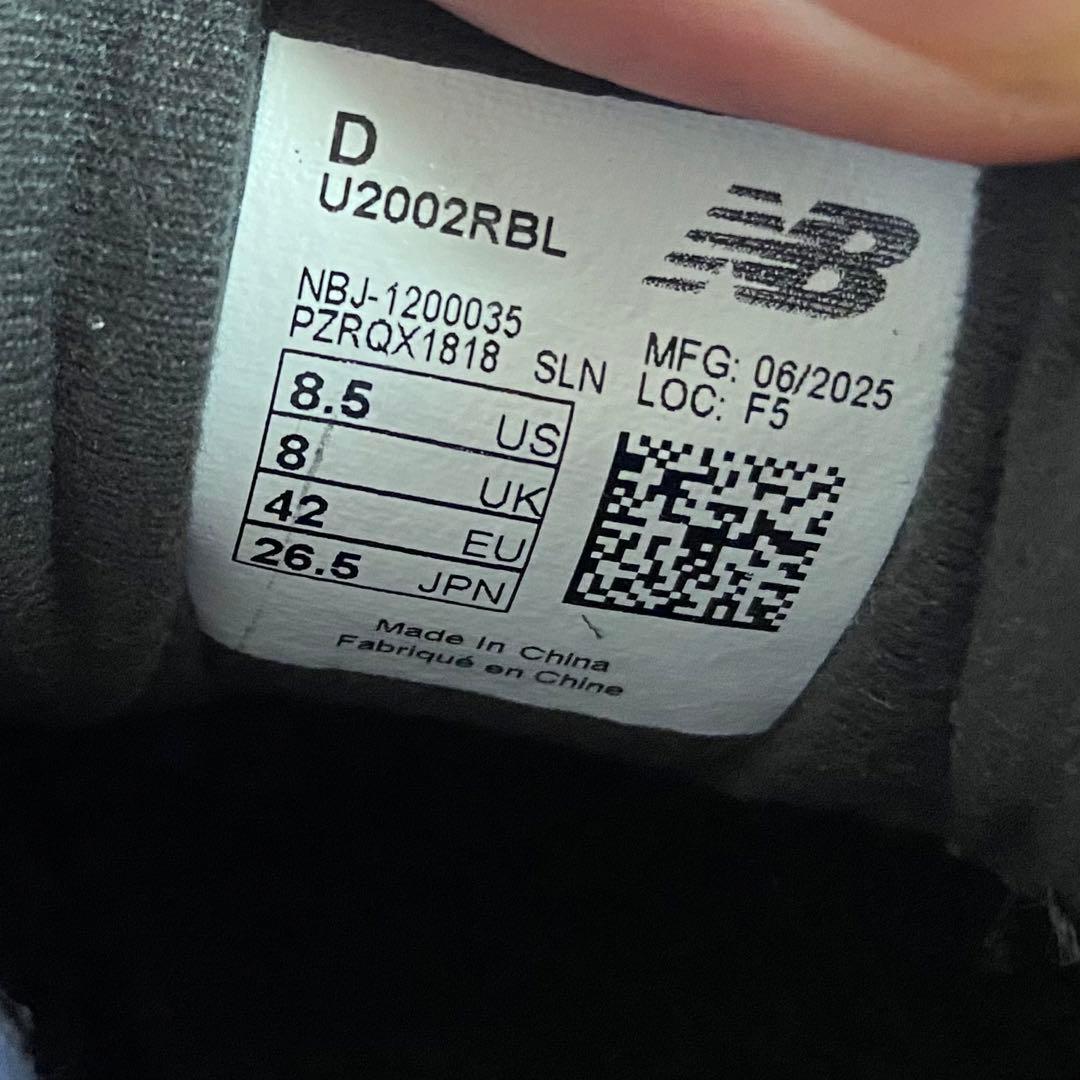 D
U2002RBL
NB
NBJ-1200035
PZRQX1818 SLN
MFG: 06/2025
LOC: F5
8.5 US
8 UK
42 EU
26.5 JPN
Made in China
Fabriqué en Chine